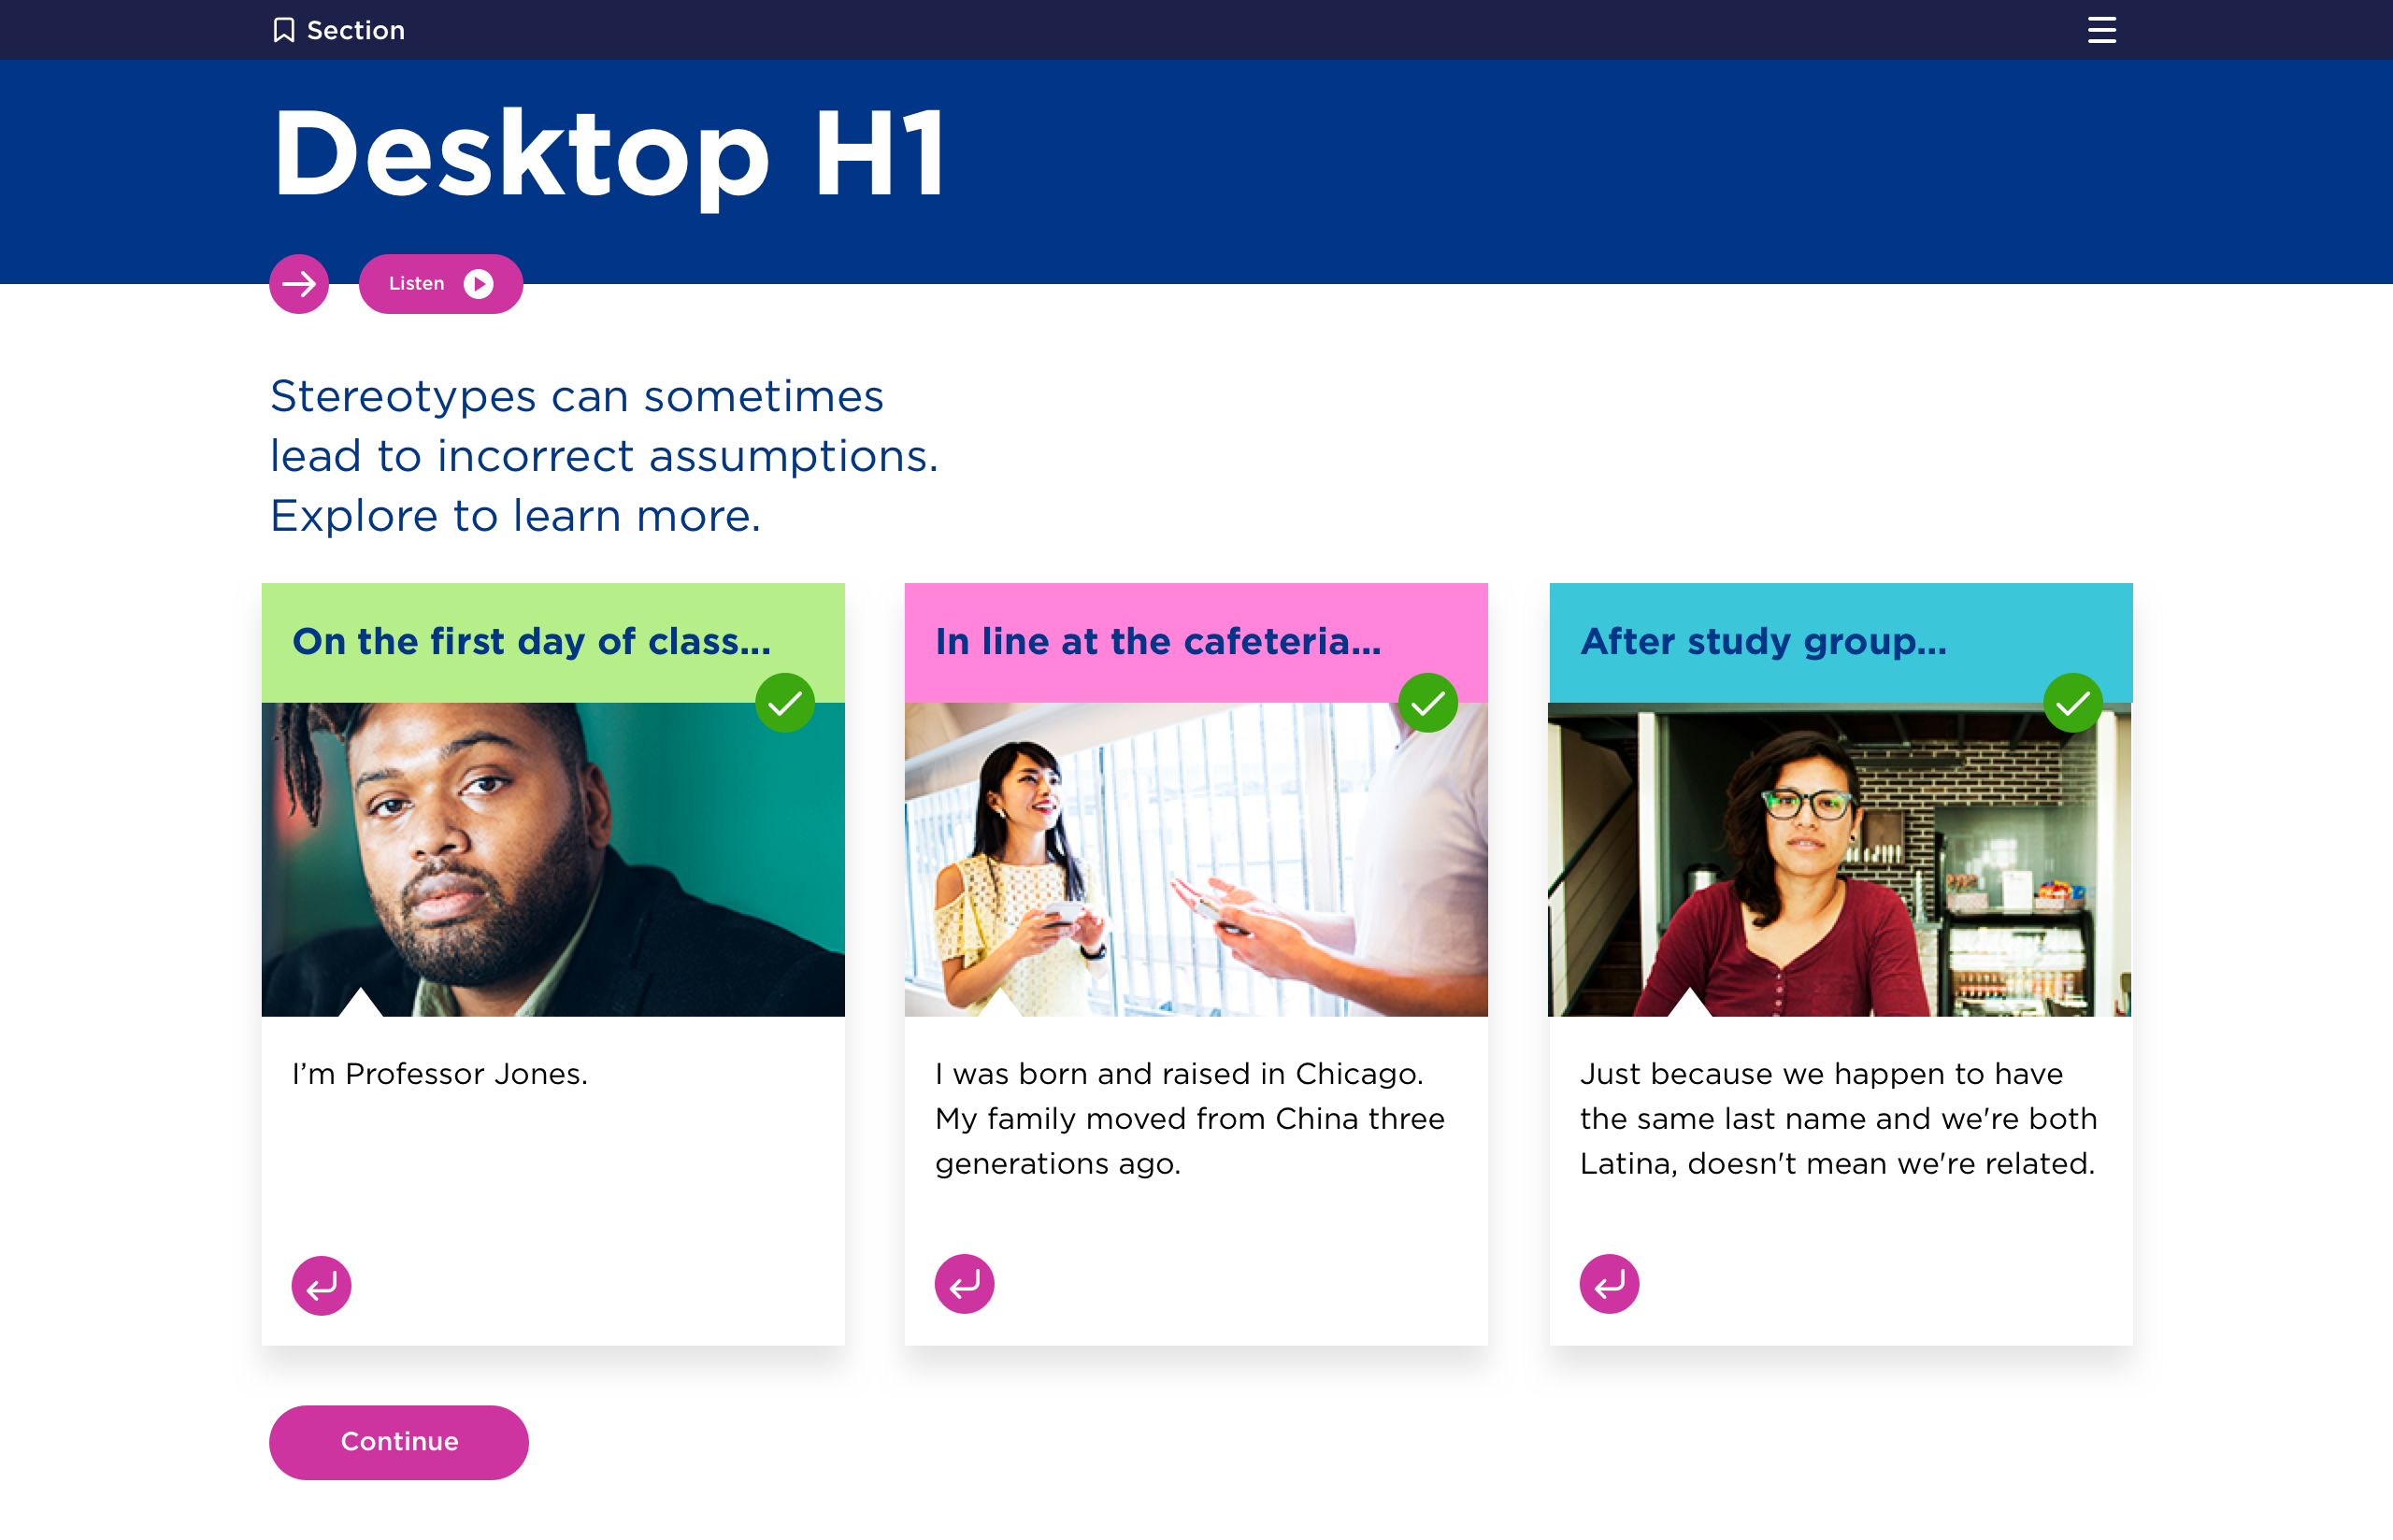 Section
Desktop H1
Listen
Stereotypes can sometimes
lead to incorrect assumptions.
Explore to learn more.
On the first day of class...
In line at the cafeteria...
After study group...
I’m Professor Jones.
I was born and raised in Chicago.
My family moved from China three
generations ago.
Just because we happen to have
the same last name and we're both
Latina, doesn't mean we're related.
Continue